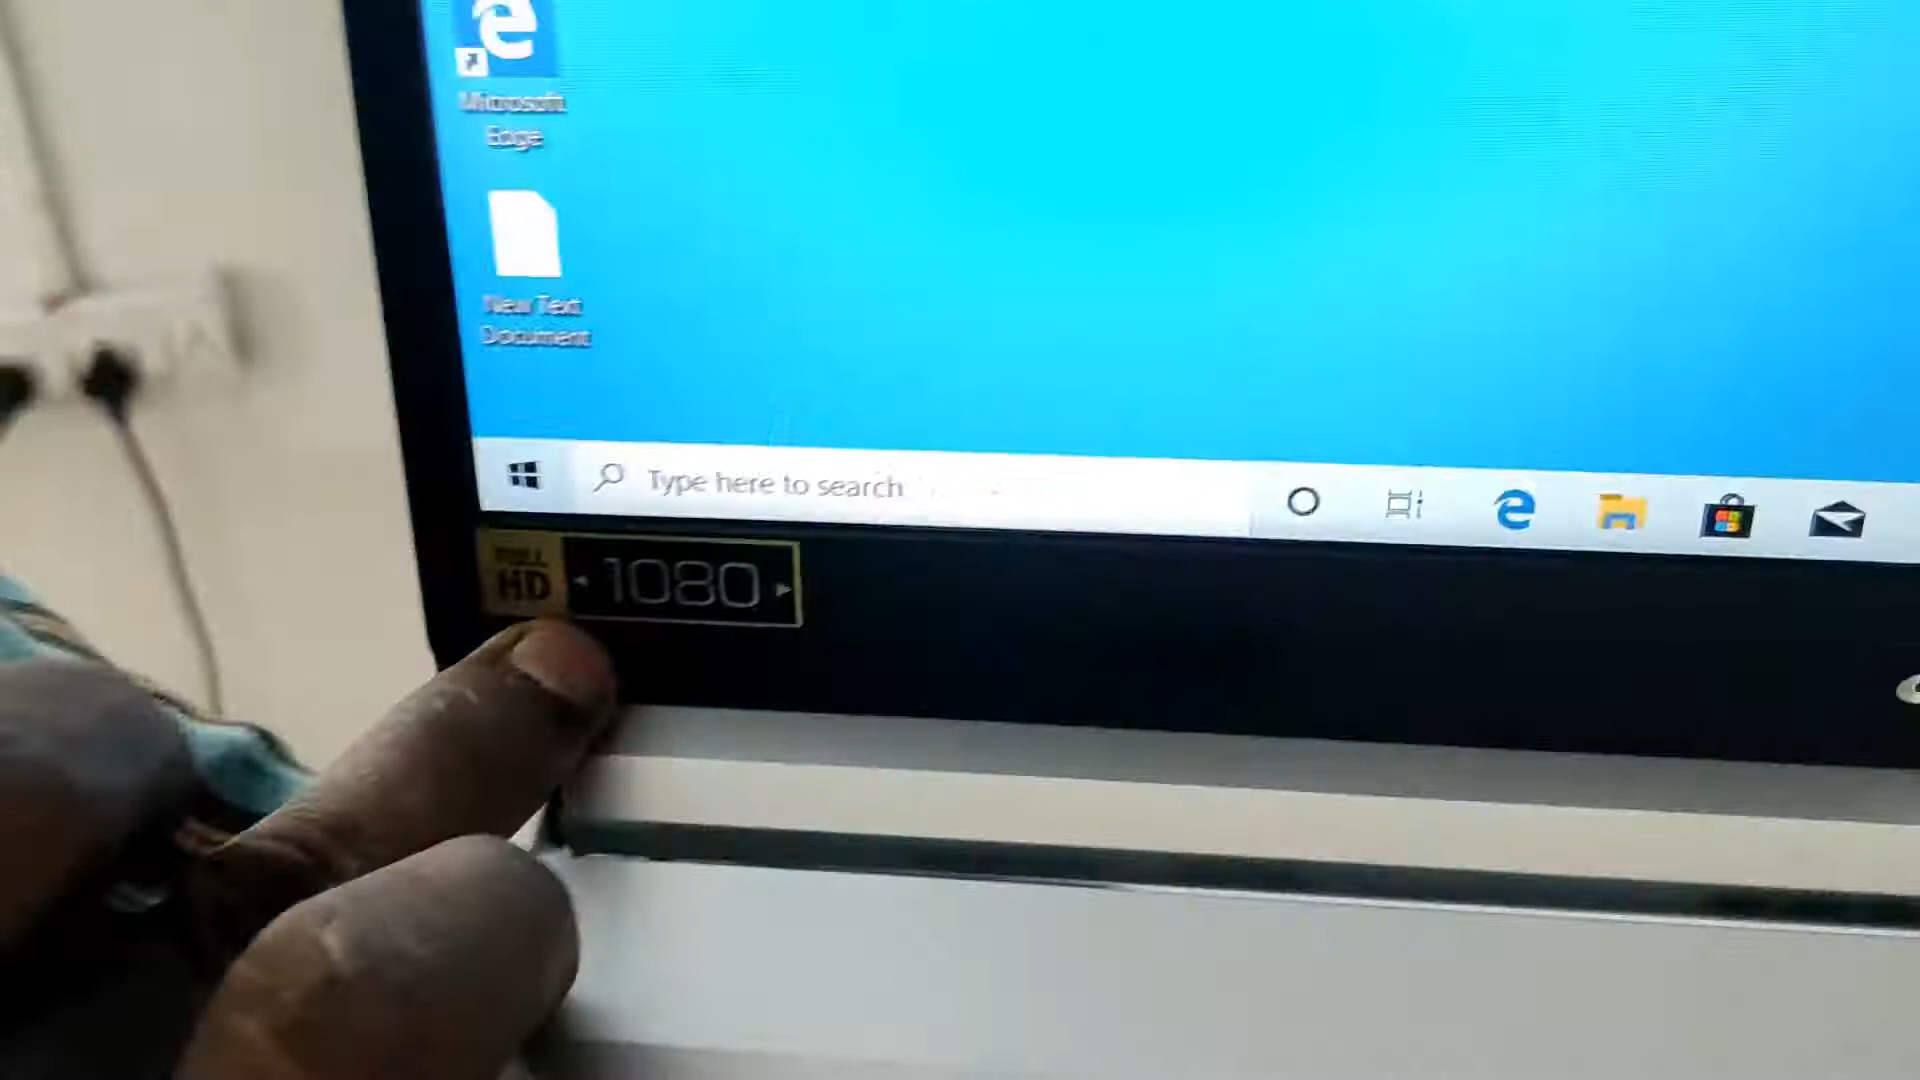 Microsoft
Edge
New Text
Document
Type here to search
FULL
HD
1080